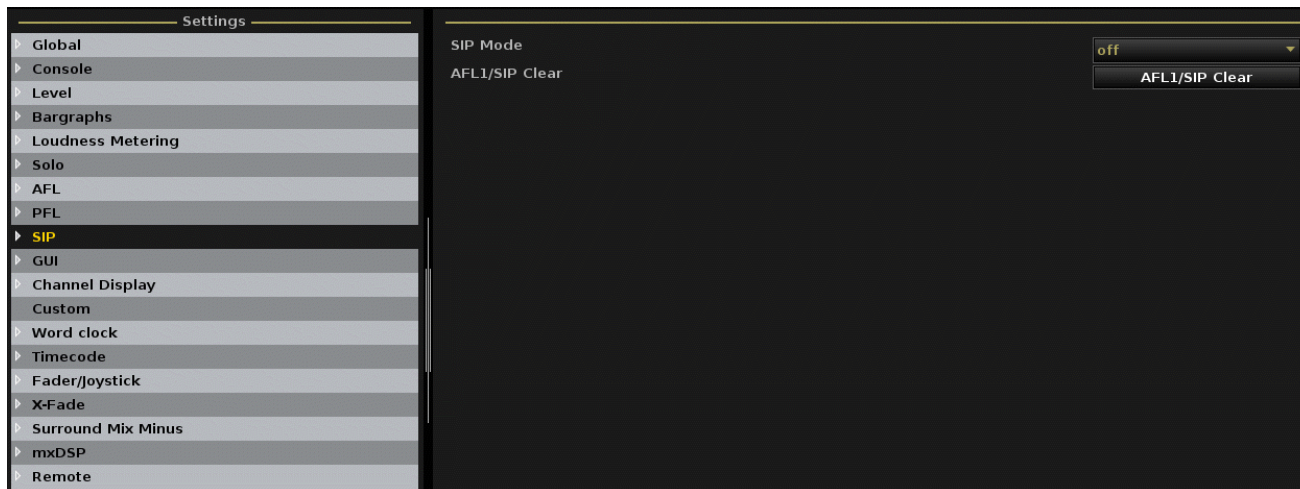 Settings
Global
Console
Level
Bargraphs
Loudness Metering
Solo
AFL
PFL
SIP
GUI
Channel Display
Custom
Word clock
Timecode
Fader/Joystick
X-Fade
Surround Mix Minus
mxDSP
Remote
SIP Mode
off
AFL1/SIP Clear
AFL1/SIP Clear